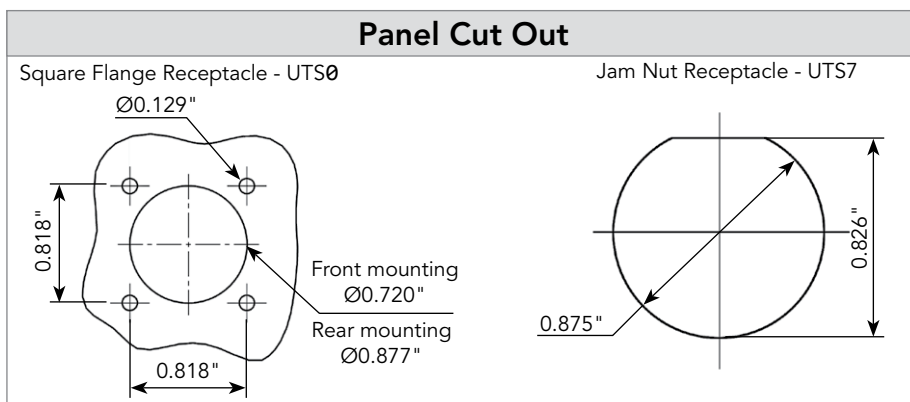 Panel Cut Out
Square Flange Receptacle - UTS0
Jam Nut Receptacle - UTS7
Ø0.129"
0.818"
Front mounting
Ø0.720"
Rear mounting
Ø0.877"
0.818"
0.826"
0.875"